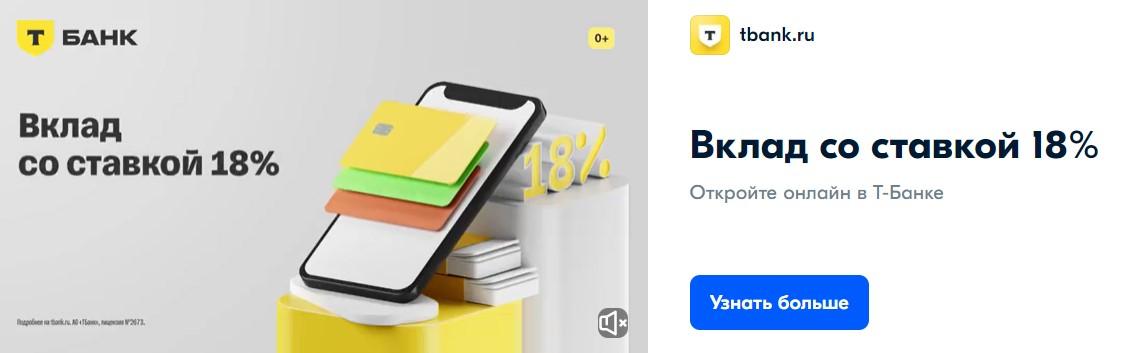 Т БАНК
0+
Вклад
со ставкой 18%
18%
Подробнее на tbank.ru. АО «ТБанк», лицензия №2673.
Т
tbank.ru
Вклад со ставкой 18%
Откройте онлайн в Т-Банке
Узнать больше